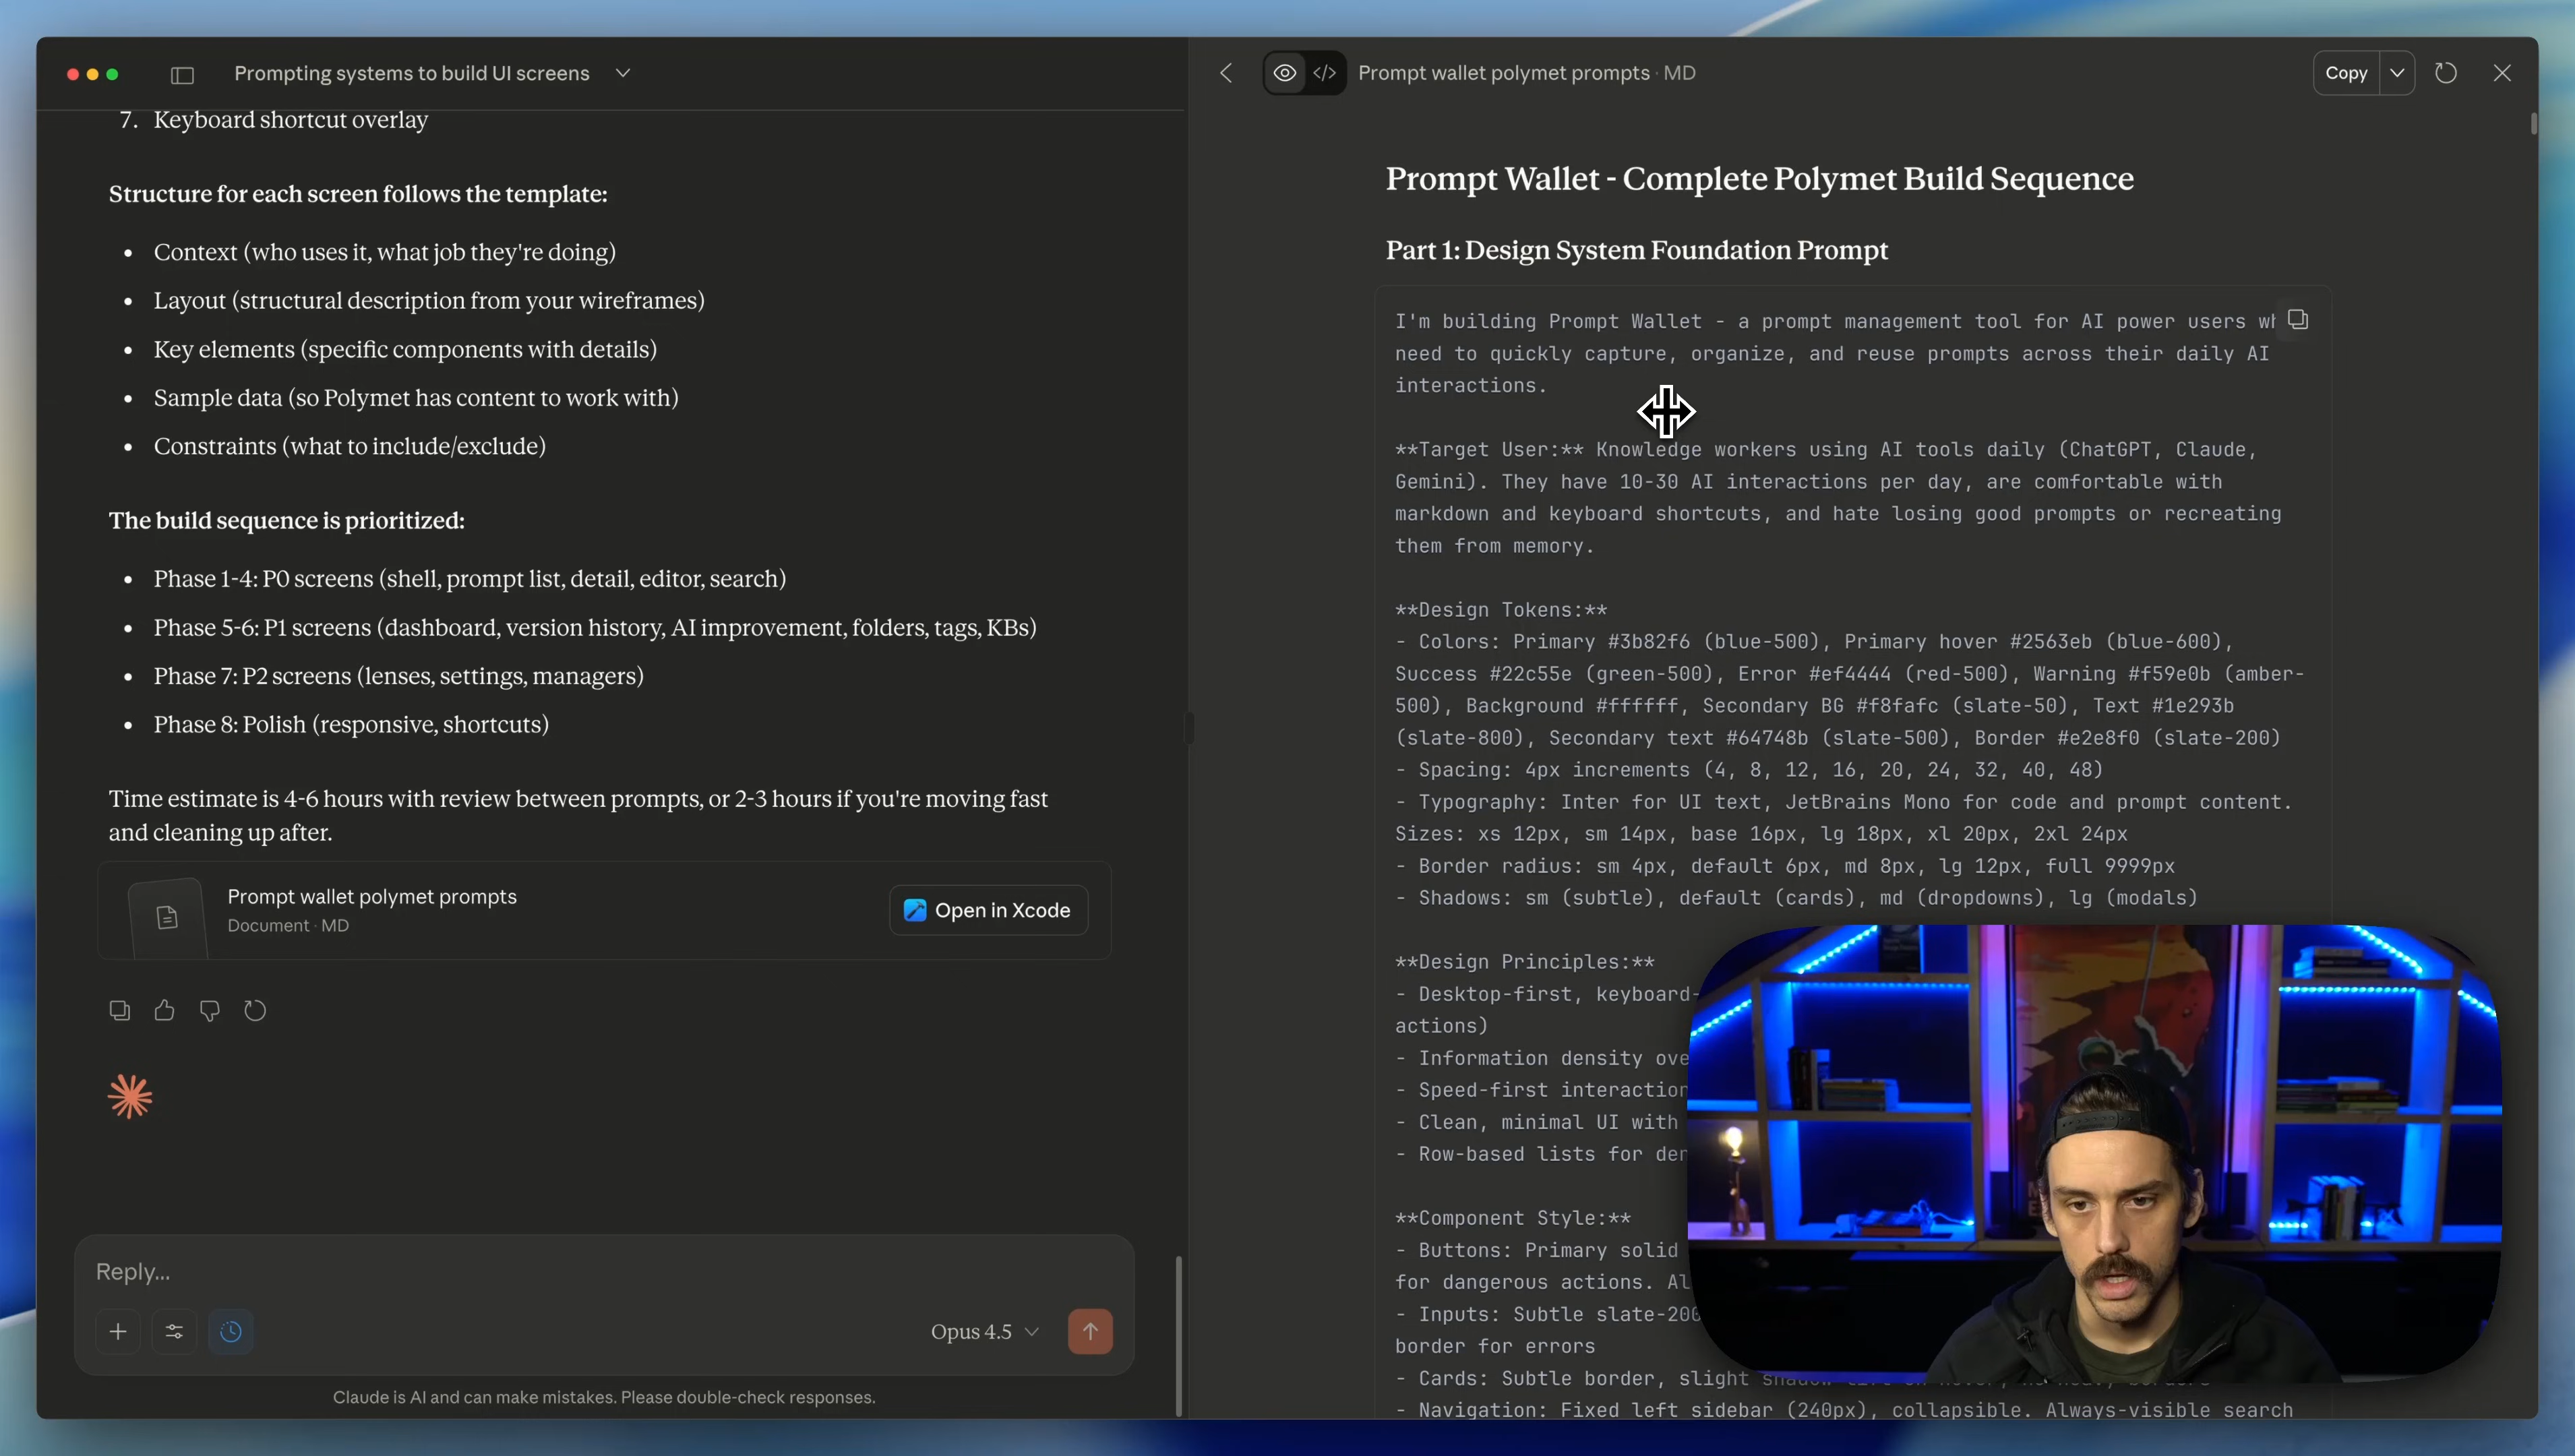 Prompting systems to build UI screens
7. Keyboard shortcut overlay
Structure for each screen follows the template:
• Context (who uses it, what job they're doing)
• Layout (structural description from your wireframes)
• Key elements (specific components with details)
• Sample data (so Polymet has content to work with)
• Constraints (what to include/exclude)
The build sequence is prioritized:
• Phase 1-4: P0 screens (shell, prompt list, detail, editor, search)
• Phase 5-6: P1 screens (dashboard, version history, AI improvement, folders, tags, KBs)
• Phase 7: P2 screens (lenses, settings, managers)
• Phase 8: Polish (responsive, shortcuts)
Time estimate is 4-6 hours with review between prompts, or 2-3 hours if you're moving fast
and cleaning up after.
Prompt wallet polymet prompts
Document · MD
Open in Xcode
Reply...
Opus 4.5
Claude is AI and can make mistakes. Please double-check responses.
Prompt wallet polymet prompts · MD
Copy
Prompt Wallet - Complete Polymet Build Sequence
Part 1: Design System Foundation Prompt
I'm building Prompt Wallet - a prompt management tool for AI power users
need to quickly capture, organize, and reuse prompts across their daily AI
interactions.
**Target User:** Knowledge workers using AI tools daily (ChatGPT, Claude,
Gemini). They have 10-30 AI interactions per day, are comfortable with
markdown and keyboard shortcuts, and hate losing good prompts or recreating
them from memory.
**Design Tokens:**
- Colors: Primary #3b82f6 (blue-500), Primary hover #2563eb (blue-600),
Success #22c55e (green-500), Error #ef4444 (red-500), Warning #f59e0b (amber-
500), Background #ffffff, Secondary BG #f8fafc (slate-50), Text #1e293b
(slate-800), Secondary text #64748b (slate-500), Border #e2e8f0 (slate-200)
- Spacing: 4px increments (4, 8, 12, 16, 20, 24, 32, 40, 48)
- Typography: Inter for UI text, JetBrains Mono for code and prompt content.
Sizes: xs 12px, sm 14px, base 16px, lg 18px, xl 20px, 2xl 24px
- Border radius: sm 4px, default 6px, md 8px, lg 12px, full 9999px
- Shadows: sm (subtle), default (cards), md (dropdowns), lg (modals)
**Design Principles:**
- Desktop-first, keyboard-
actions)
- Information density
- Speed-first interaction
- Clean, minimal UI with
- Row-based lists for
**Component Style:**
- Buttons: Primary solid
for dangerous actions.
- Inputs: Subtle
border for errors
- Cards: Subtle border, slight
- Navigation: Fixed left sidebar (240px), collapsible. Always-visible search